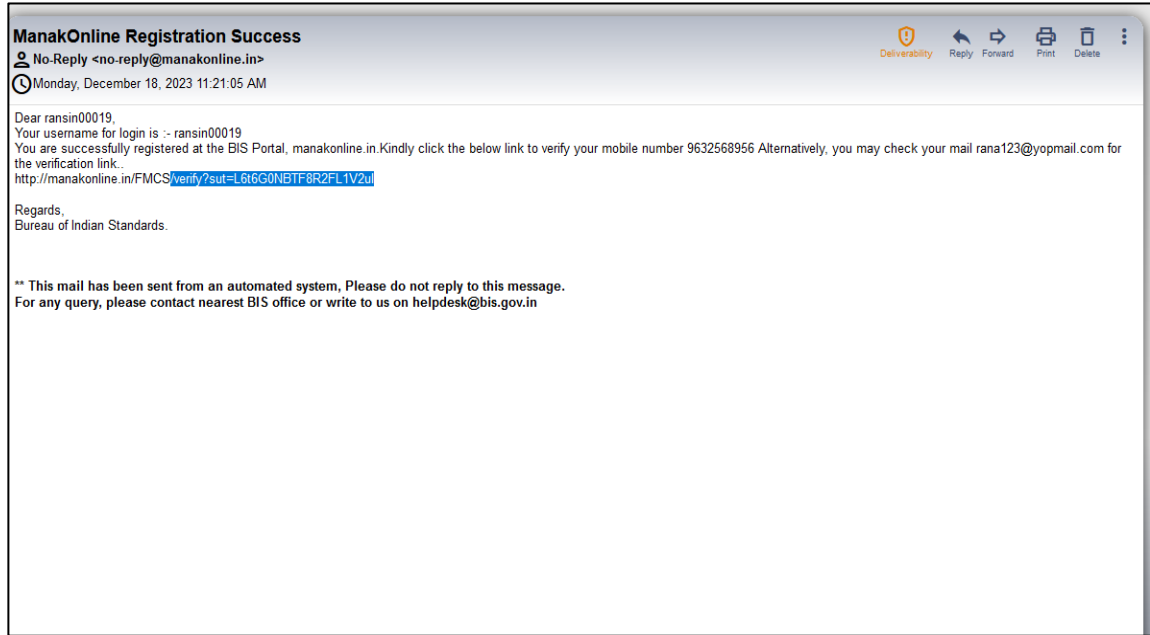 ManakOnline Registration Success
No-Reply <no-reply@manakonline.in>
Monday, December 18, 2023 11:21:05 AM
Deliverability Reply Forward Print Delete
Dear ransin00019,
Your username for login is :- ransin00019
You are successfully registered at the BIS Portal, manakonline.in.Kindly click the below link to verify your mobile number 9632568956 Alternatively, you may check your mail rana123@yopmail.com for
the verification link..
http://manakonline.in/FMCS/verify?sut=L6t6G0NBTF8R2FL1V2ul
Regards,
Bureau of Indian Standards.
** This mail has been sent from an automated system, Please do not reply to this message.
For any query, please contact nearest BIS office or write to us on helpdesk@bis.gov.in